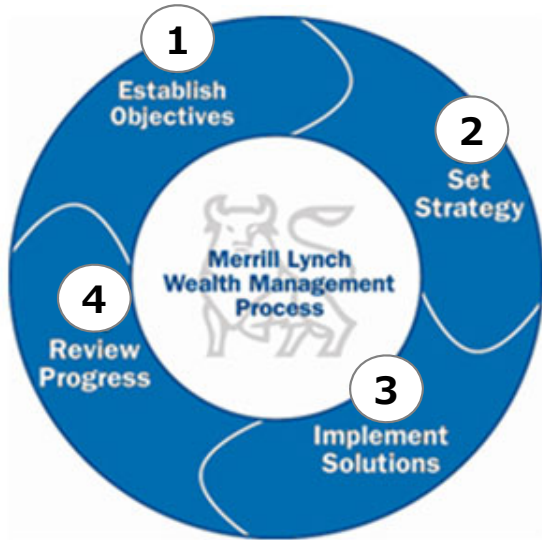 1
Establish
Objectives
2
Set
Strategy
Merrill Lynch
Wealth Management
Process
3
Implement
Solutions
4
Review
Progress